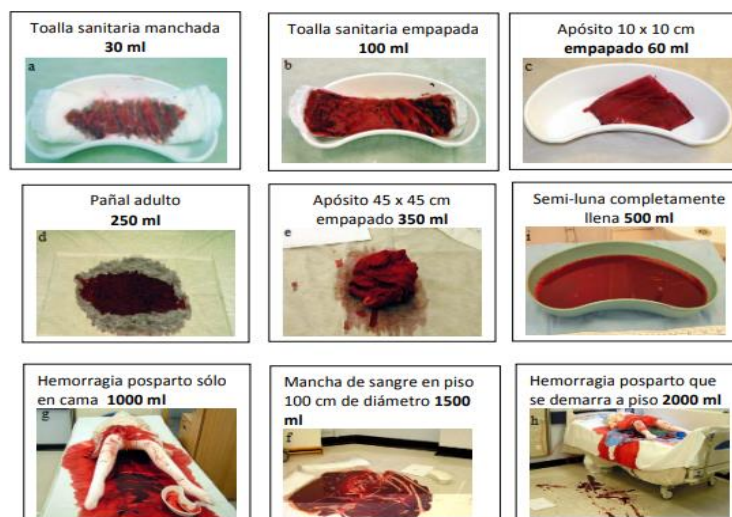 Toalla sanitaria manchada
30 ml
a
Toalla sanitaria empapada
100 ml
b
Apósito 10 x 10 cm
empapado 60 ml
c
Pañal adulto
250 ml
d
Apósito 45 x 45 cm
empapado 350 ml
e
Semi-luna completamente
llena 500 ml
i
Hemorragia posparto sólo
en cama 1000 ml
g
Mancha de sangre en piso
100 cm de diámetro 1500
ml
f
Hemorragia posparto que
se demarra a piso 2000 ml
h